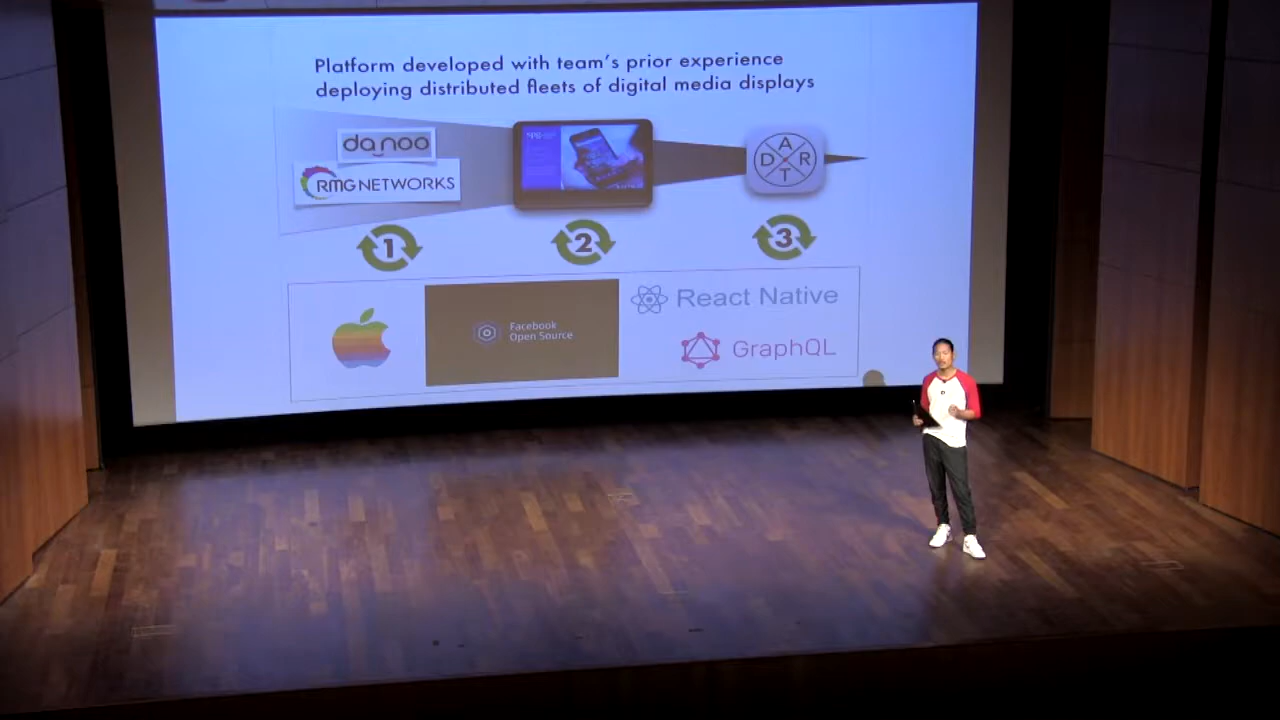 Platform developed with team's prior experience
deploying distributed fleets of digital media displays
danoo
RMG NETWORKS
A
D R
T
1
2
3
Facebook
Open Source
React Native
GraphQL